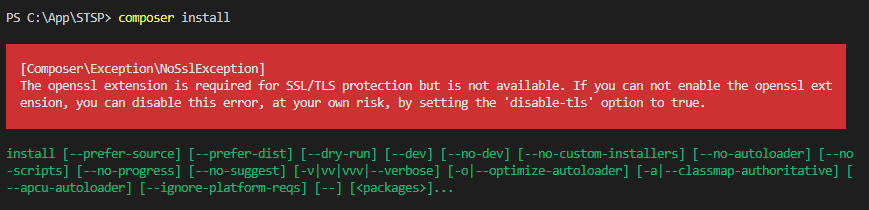 PS C:\App\STSP> composer install
[Composer\Exception\NoSslException]
The openssl extension is required for SSL/TLS protection but is not available. If you can not enable the openssl ext
ension, you can disable this error, at your own risk, by setting the 'disable-tls' option to true.
install [--prefer-source] [--prefer-dist] [--dry-run] [--dev] [--no-dev] [--no-custom-installers] [--no-autoloader] [--no
-scripts] [--no-progress] [--no-suggest] [-v|vv|vvv|--verbose] [-o|--optimize-autoloader] [-a|--classmap-authoritative] [
--apcu-autoloader] [--ignore-platform-reqs] [--] [<packages>]...